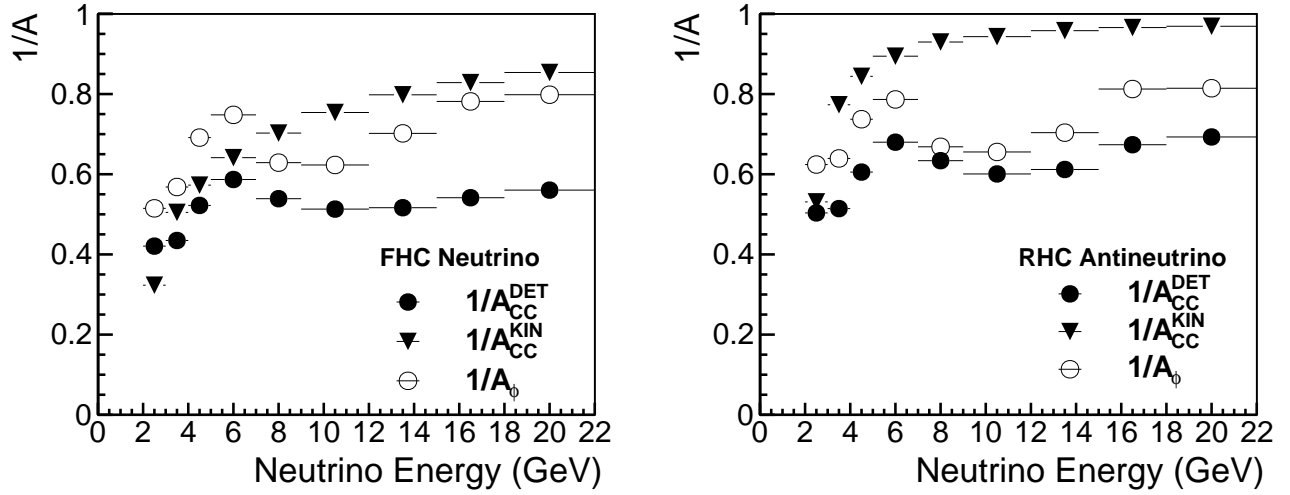 1/A
1
0.8
0.6
0.4
0.2
0
FHC Neutrino
1/A_CC^DET
1/A_CC^KIN
1/A_ϕ
0 2 4 6 8 10 12 14 16 18 20 22
Neutrino Energy (GeV)
1/A
1
0.8
0.6
0.4
0.2
0
RHC Antineutrino
1/A_CC^DET
1/A_CC^KIN
1/A_ϕ
0 2 4 6 8 10 12 14 16 18 20 22
Neutrino Energy (GeV)